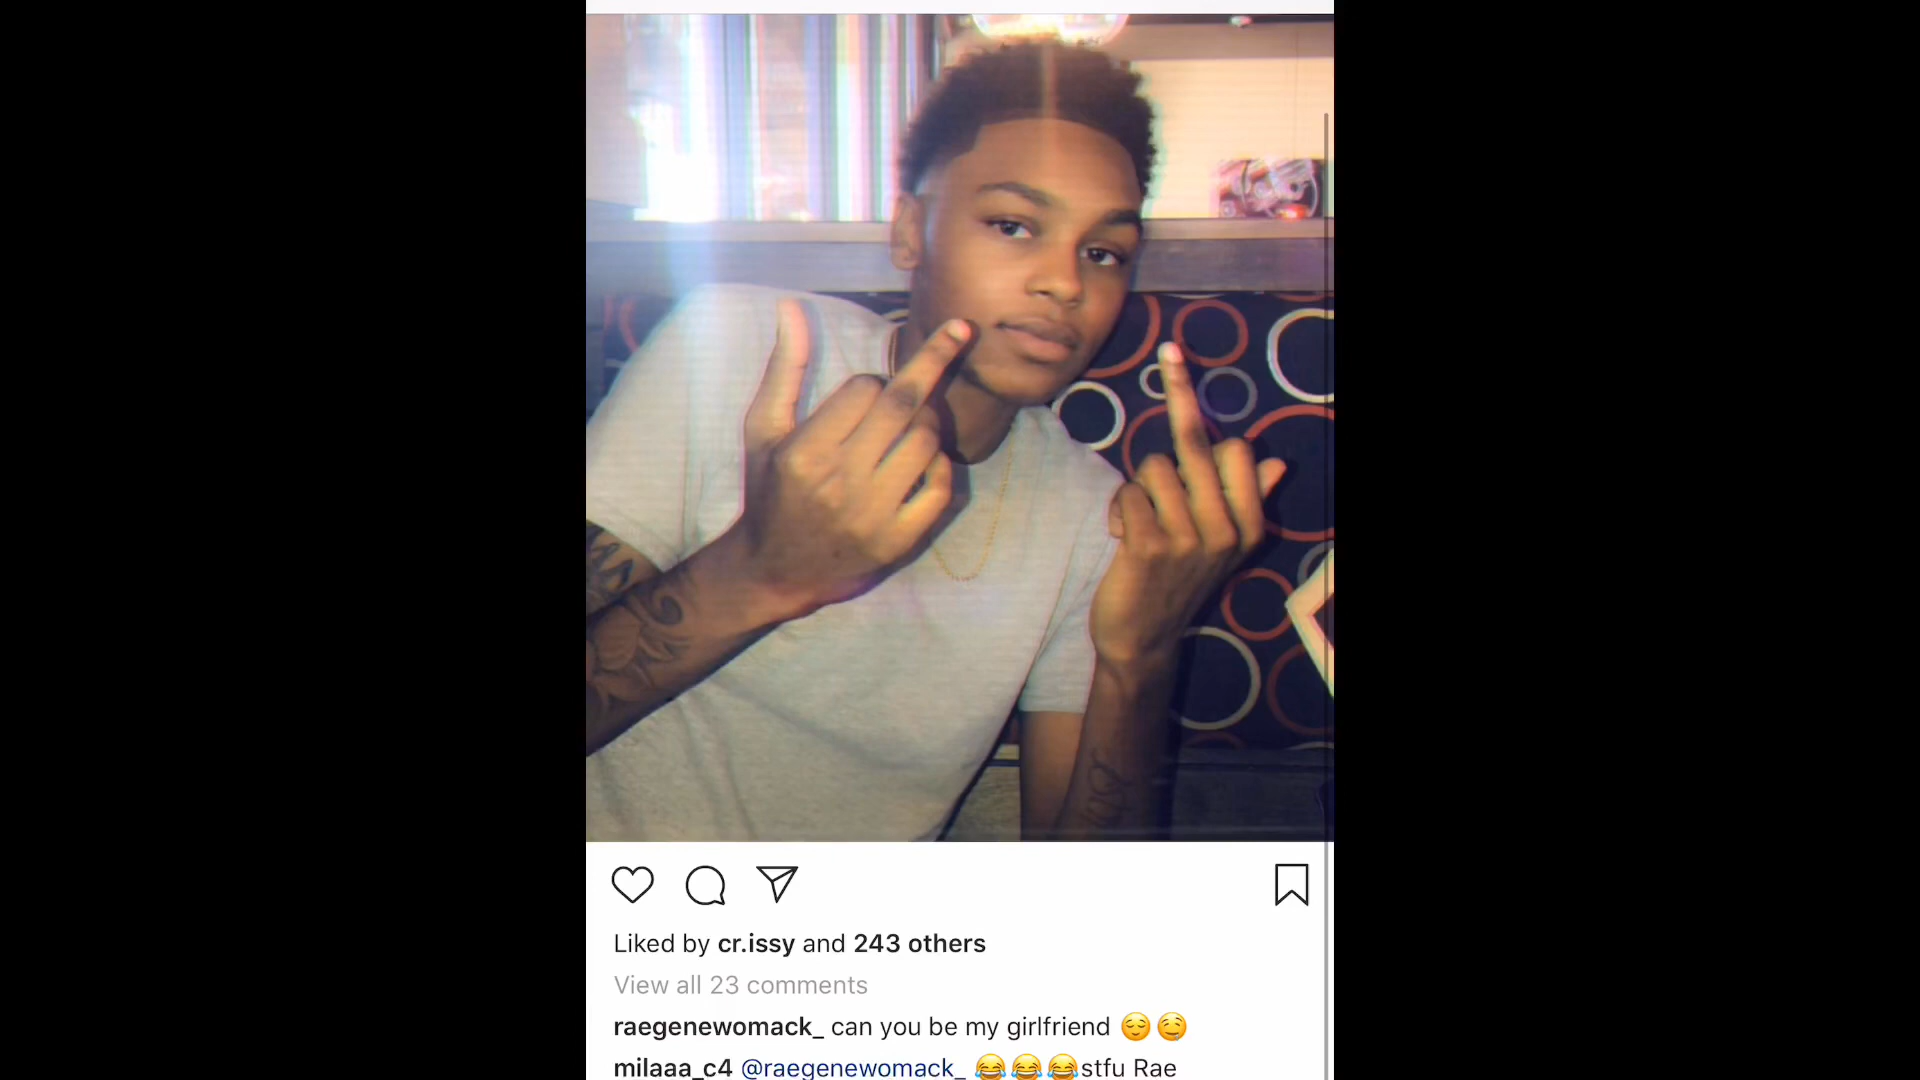 Liked by cr.issy and 243 others
View all 23 comments
raegenewomack_ can you be my girlfriend 😌🤤
milaaa_c4 @raegenewomack_ 😂😂😂stfu Rae